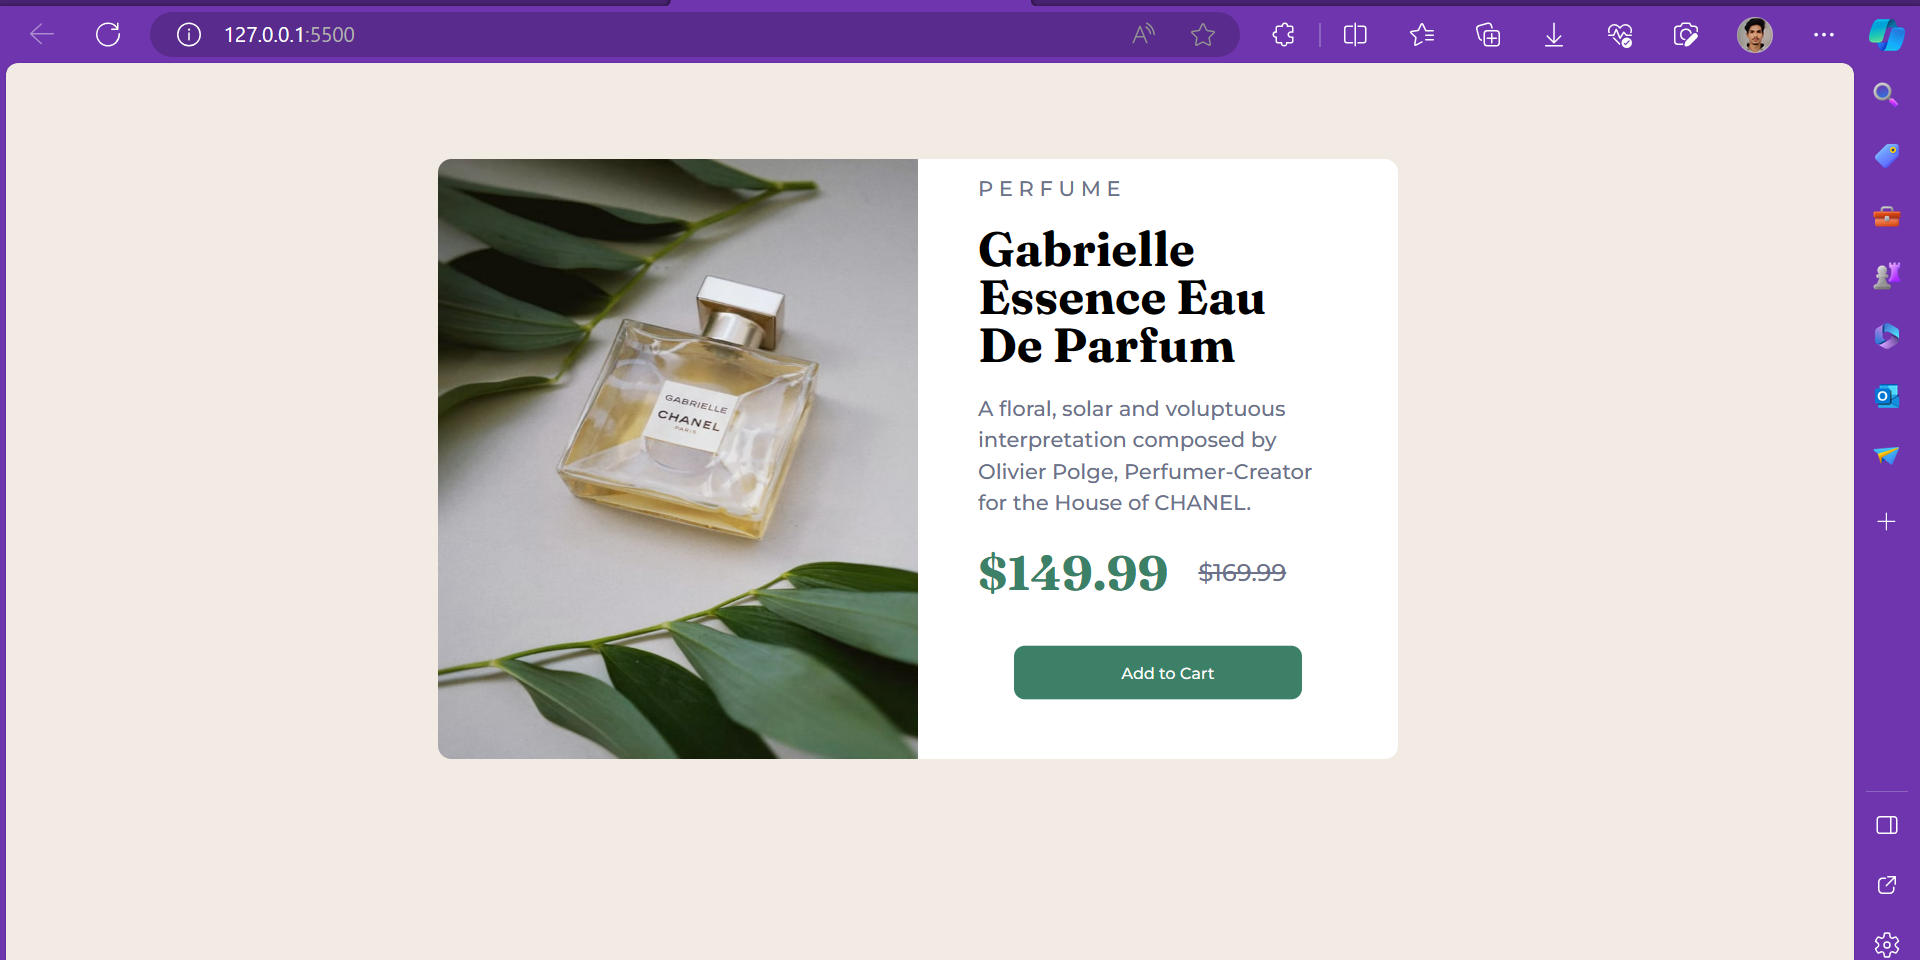 127.0.0.1:5500
PERFUME
Gabrielle
Essence Eau
De Parfum
A floral, solar and voluptuous
interpretation composed by
Olivier Polge, Perfumer-Creator
for the House of CHANEL.
$149.99 $169.99
Add to Cart
GABRIELLE
CHANEL
PARIS